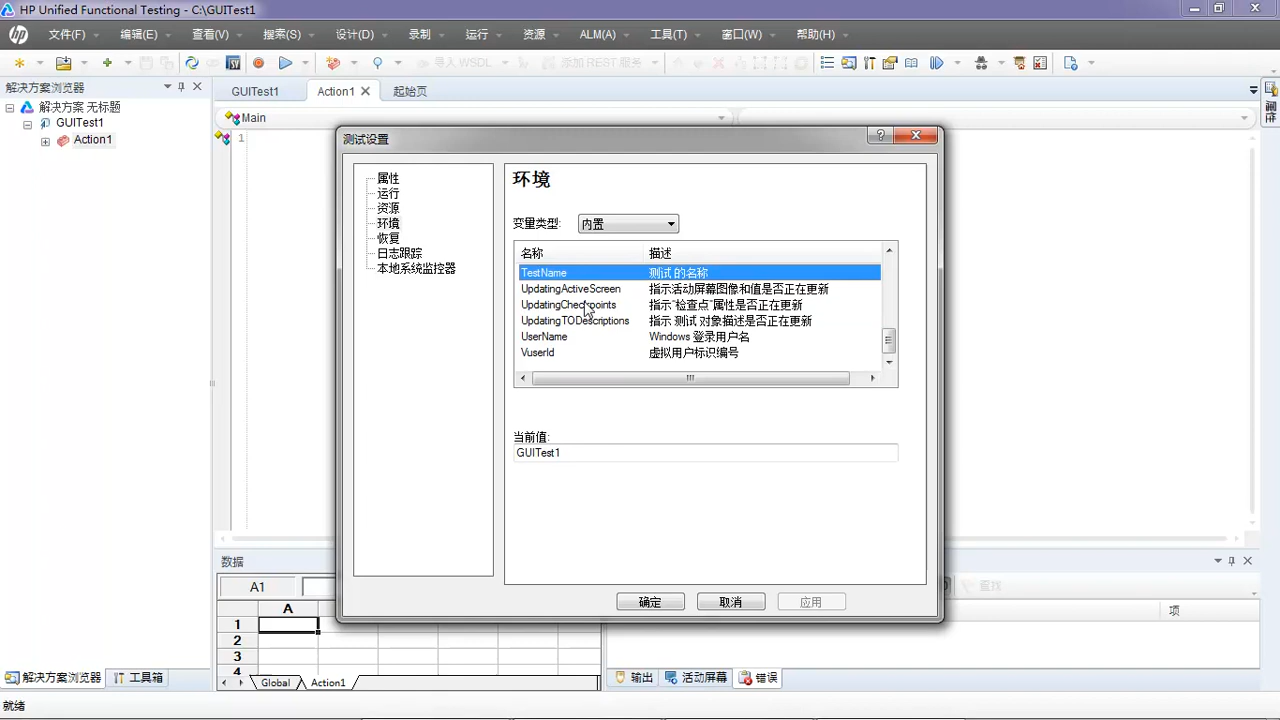 HP Unified Functional Testing - C:\GUITest1
文件(F) 编辑(E) 查看(V) 搜索(S) 设计(D) 录制 运行 资源 ALM(A) 工具(T) 窗口(W) 帮助(H)
导入 WSDL 添加 REST 服务
解决方案浏览器
GUITest1 Action1 起始页
解决方案 无标题
GUITest1
Action1
Main
1
测试设置
属性
运行
资源
环境
恢复
日志跟踪
本地系统监控器
环境
变量类型: 内置
名称 描述
TestName 测试 的名称
UpdatingActiveScreen 指示活动屏幕图像和值是否正在更新
UpdatingCheckpoints 指示"检查点"属性是否正在更新
UpdatingTODescriptions 指示 测试 对象描述是否正在更新
UserName Windows 登录用户名
VuserId 虚拟用户标识编号
当前值:
GUITest1
确定 取消 应用
属性
数据
A1
查找
A
项
1
2
3
4
Global Action1
解决方案浏览器 工具箱
输出 活动屏幕 错误
就绪